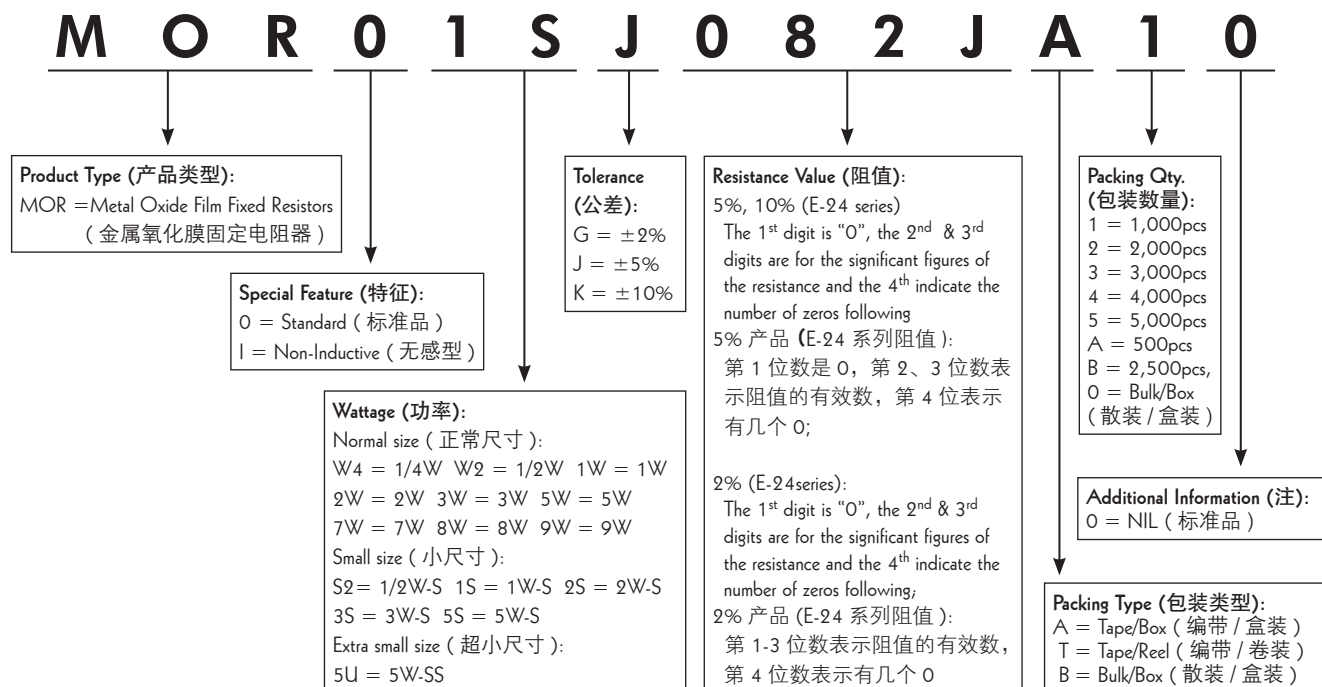 M O R 0 1 S J 0 8 2 J A 1 0
Product Type (产品类型):
MOR =Metal Oxide Film Fixed Resistors
( 金属氧化膜固定电阻器 )
Special Feature (特征):
0 = Standard ( 标准品 )
I = Non-Inductive ( 无感型 )
Wattage (功率):
Normal size ( 正常尺寸 ):
W4 = 1/4W W2 = 1/2W 1W = 1W
2W = 2W 3W = 3W 5W = 5W
7W = 7W 8W = 8W 9W = 9W
Small size ( 小尺寸 ):
S2= 1/2W-S 1S = 1W-S 2S = 2W-S
3S = 3W-S 5S = 5W-S
Extra small size ( 超小尺寸 ):
5U = 5W-SS
Tolerance
(公差):
G = ±2%
J = ±5%
K = ±10%
Resistance Value (阻值):
5%, 10% (E-24 series)
The 1st digit is "0", the 2nd & 3rd
digits are for the significant figures of
the resistance and the 4th indicate the
number of zeros following
5% 产品 (E-24 系列阻值 ):
第 1 位数是 0，第 2、3 位数表
示阻值的有效数，第 4 位表示
有几个 0;
2% (E-24series):
The 1st digit is "0", the 2nd & 3rd
digits are for the significant figures of
the resistance and the 4th indicate the
number of zeros following;
2% 产品 (E-24 系列阻值 ):
第 1-3 位数表示阻值的有效数，
第 4 位数表示有几个 0
Packing Qty.
(包装数量):
1 = 1,000pcs
2 = 2,000pcs
3 = 3,000pcs
4 = 4,000pcs
5 = 5,000pcs
A = 500pcs
B = 2,500pcs,
0 = Bulk/Box
( 散装 / 盒装 )
Additional Information (注):
0 = NIL ( 标准品 )
Packing Type (包装类型):
A = Tape/Box ( 编带 / 盒装 )
T = Tape/Reel ( 编带 / 卷装 )
B = Bulk/Box ( 散装 / 盒装 )